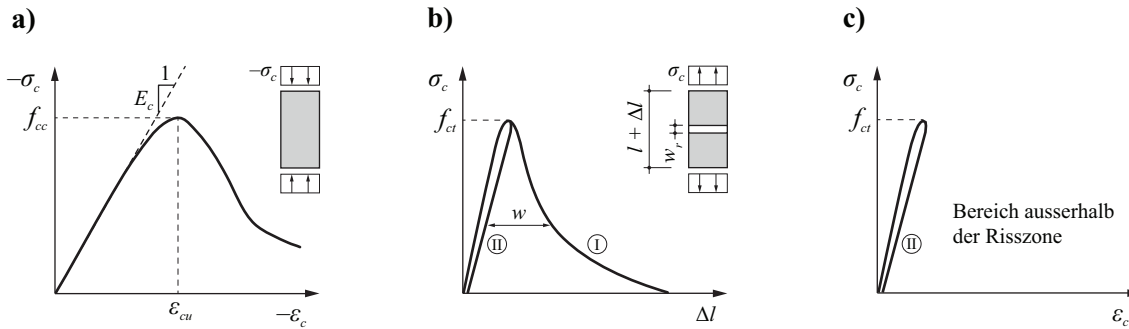 a)
−σc
1
Ec
fcc
−σc
εcu
−εc
b)
σc
fct
w
II
I
Δl
σc
l + Δl
wr
c)
σc
fct
II
Bereich ausserhalb
der Risszone
εc